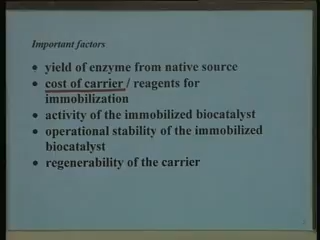 Important factors
• yield of enzyme from native source
• cost of carrier / reagents for
immobilization
• activity of the immobilized biocatalyst
• operational stability of the immobilized
biocatalyst
• regenerability of the carrier